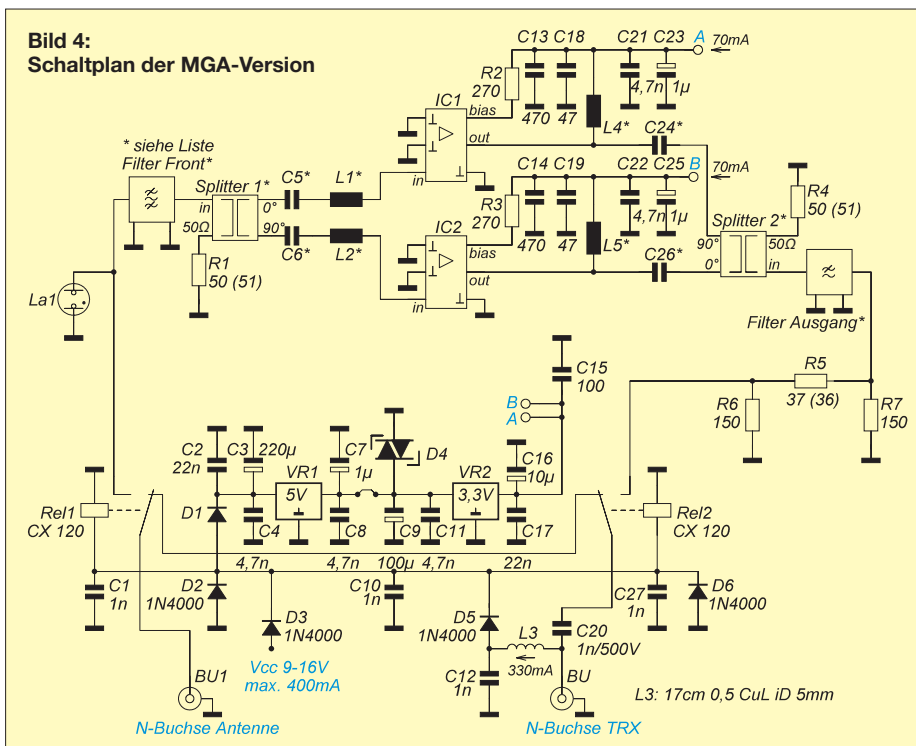 Bild 4:
Schaltplan der MGA-Version
C13 C18 C21 C23 A 70mA
R2
270
470 47 4,7n 1µ
IC1
bias
out
in
L4*
C24*
* siehe Liste
Filter Front*
Splitter 1*
in
50Ω
0°
90°
C5*
L1*
C6*
L2*
R1
50 (51)
La1
C14 C19 C22 C25 B 70mA
R3
270
470 47 4,7n 1µ
IC2
bias
out
in
L5*
C26*
Splitter 2*
90°
0°
50Ω
in
R4
50 (51)
Filter Ausgang*
R5
37 (36)
R6
150
R7
150
C15
100
B
A
C2
22n
C3
220µ
C7
1µ
D4
C16
10µ
VR1
5V
VR2
3,3V
D1
C4
C8
C9
C11
C17
4,7n 4,7n 100µ 4,7n 22n
Rel1
CX 120
Rel2
CX 120
C1
1n
D2
1N4000
D3
1N4000
C10
1n
D5
1N4000
C27
1n
D6
1N4000
Vcc 9-16V
max. 400mA
L3
330mA
C20
1n/500V
C12
1n
BU1
BU
L3: 17cm 0,5 CuL iD 5mm
N-Buchse Antenne
N-Buchse TRX